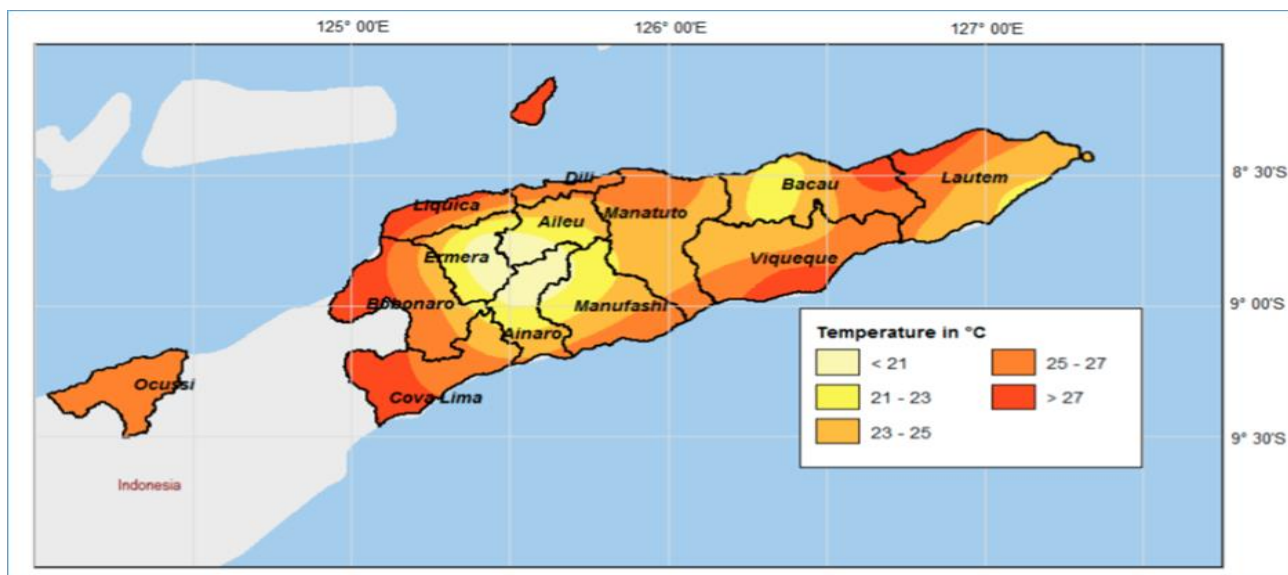 125° 00'E
126° 00'E
127° 00'E
8° 30'S
9° 00'S
9° 30'S
Dili
Bacau
Lautem
Liquica
Aileu
Manatuto
Ermera
Viqueque
Bobonaro
Manufashi
Ainaro
Ocussi
Cova Lima
Indonesia
Temperature in °C
< 21
21 - 23
23 - 25
25 - 27
> 27